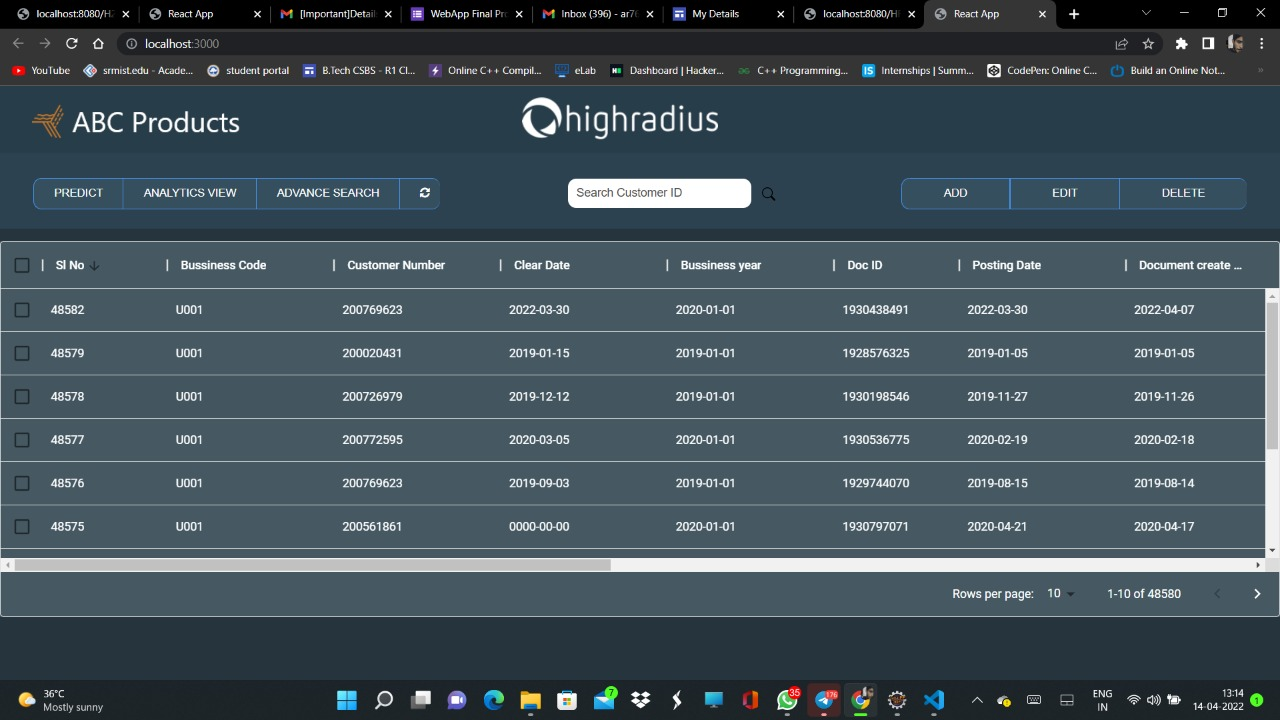 localhost:8080/H2 React App [Important]Detail WebApp Final Pro Inbox (396) - ar76 My Details localhost:8080/HR React App
localhost:3000
YouTube srmist.edu - Acade... student portal B.Tech CSBS - R1 Cl... Online C++ Compil... eLab Dashboard | Hacker... C++ Programming... Internships | Summ... CodePen: Online C... Build an Online Not... »
ABC Products highradius
PREDICT ANALYTICS VIEW ADVANCE SEARCH Search Customer ID ADD EDIT DELETE
Sl No Bussiness Code Customer Number Clear Date Bussiness year Doc ID Posting Date Document create ...
48582 U001 200769623 2022-03-30 2020-01-01 1930438491 2022-03-30 2022-04-07
48579 U001 200020431 2019-01-15 2019-01-01 1928576325 2019-01-05 2019-01-05
48578 U001 200726979 2019-12-12 2019-01-01 1930198546 2019-11-27 2019-11-26
48577 U001 200772595 2020-03-05 2020-01-01 1930536775 2020-02-19 2020-02-18
48576 U001 200769623 2019-09-03 2019-01-01 1929744070 2019-08-15 2019-08-14
48575 U001 200561861 0000-00-00 2020-01-01 1930797071 2020-04-21 2020-04-17
Rows per page: 10 1-10 of 48580
36°C
Mostly sunny
7 35 176
ENG
IN
13:14
14-04-2022
1